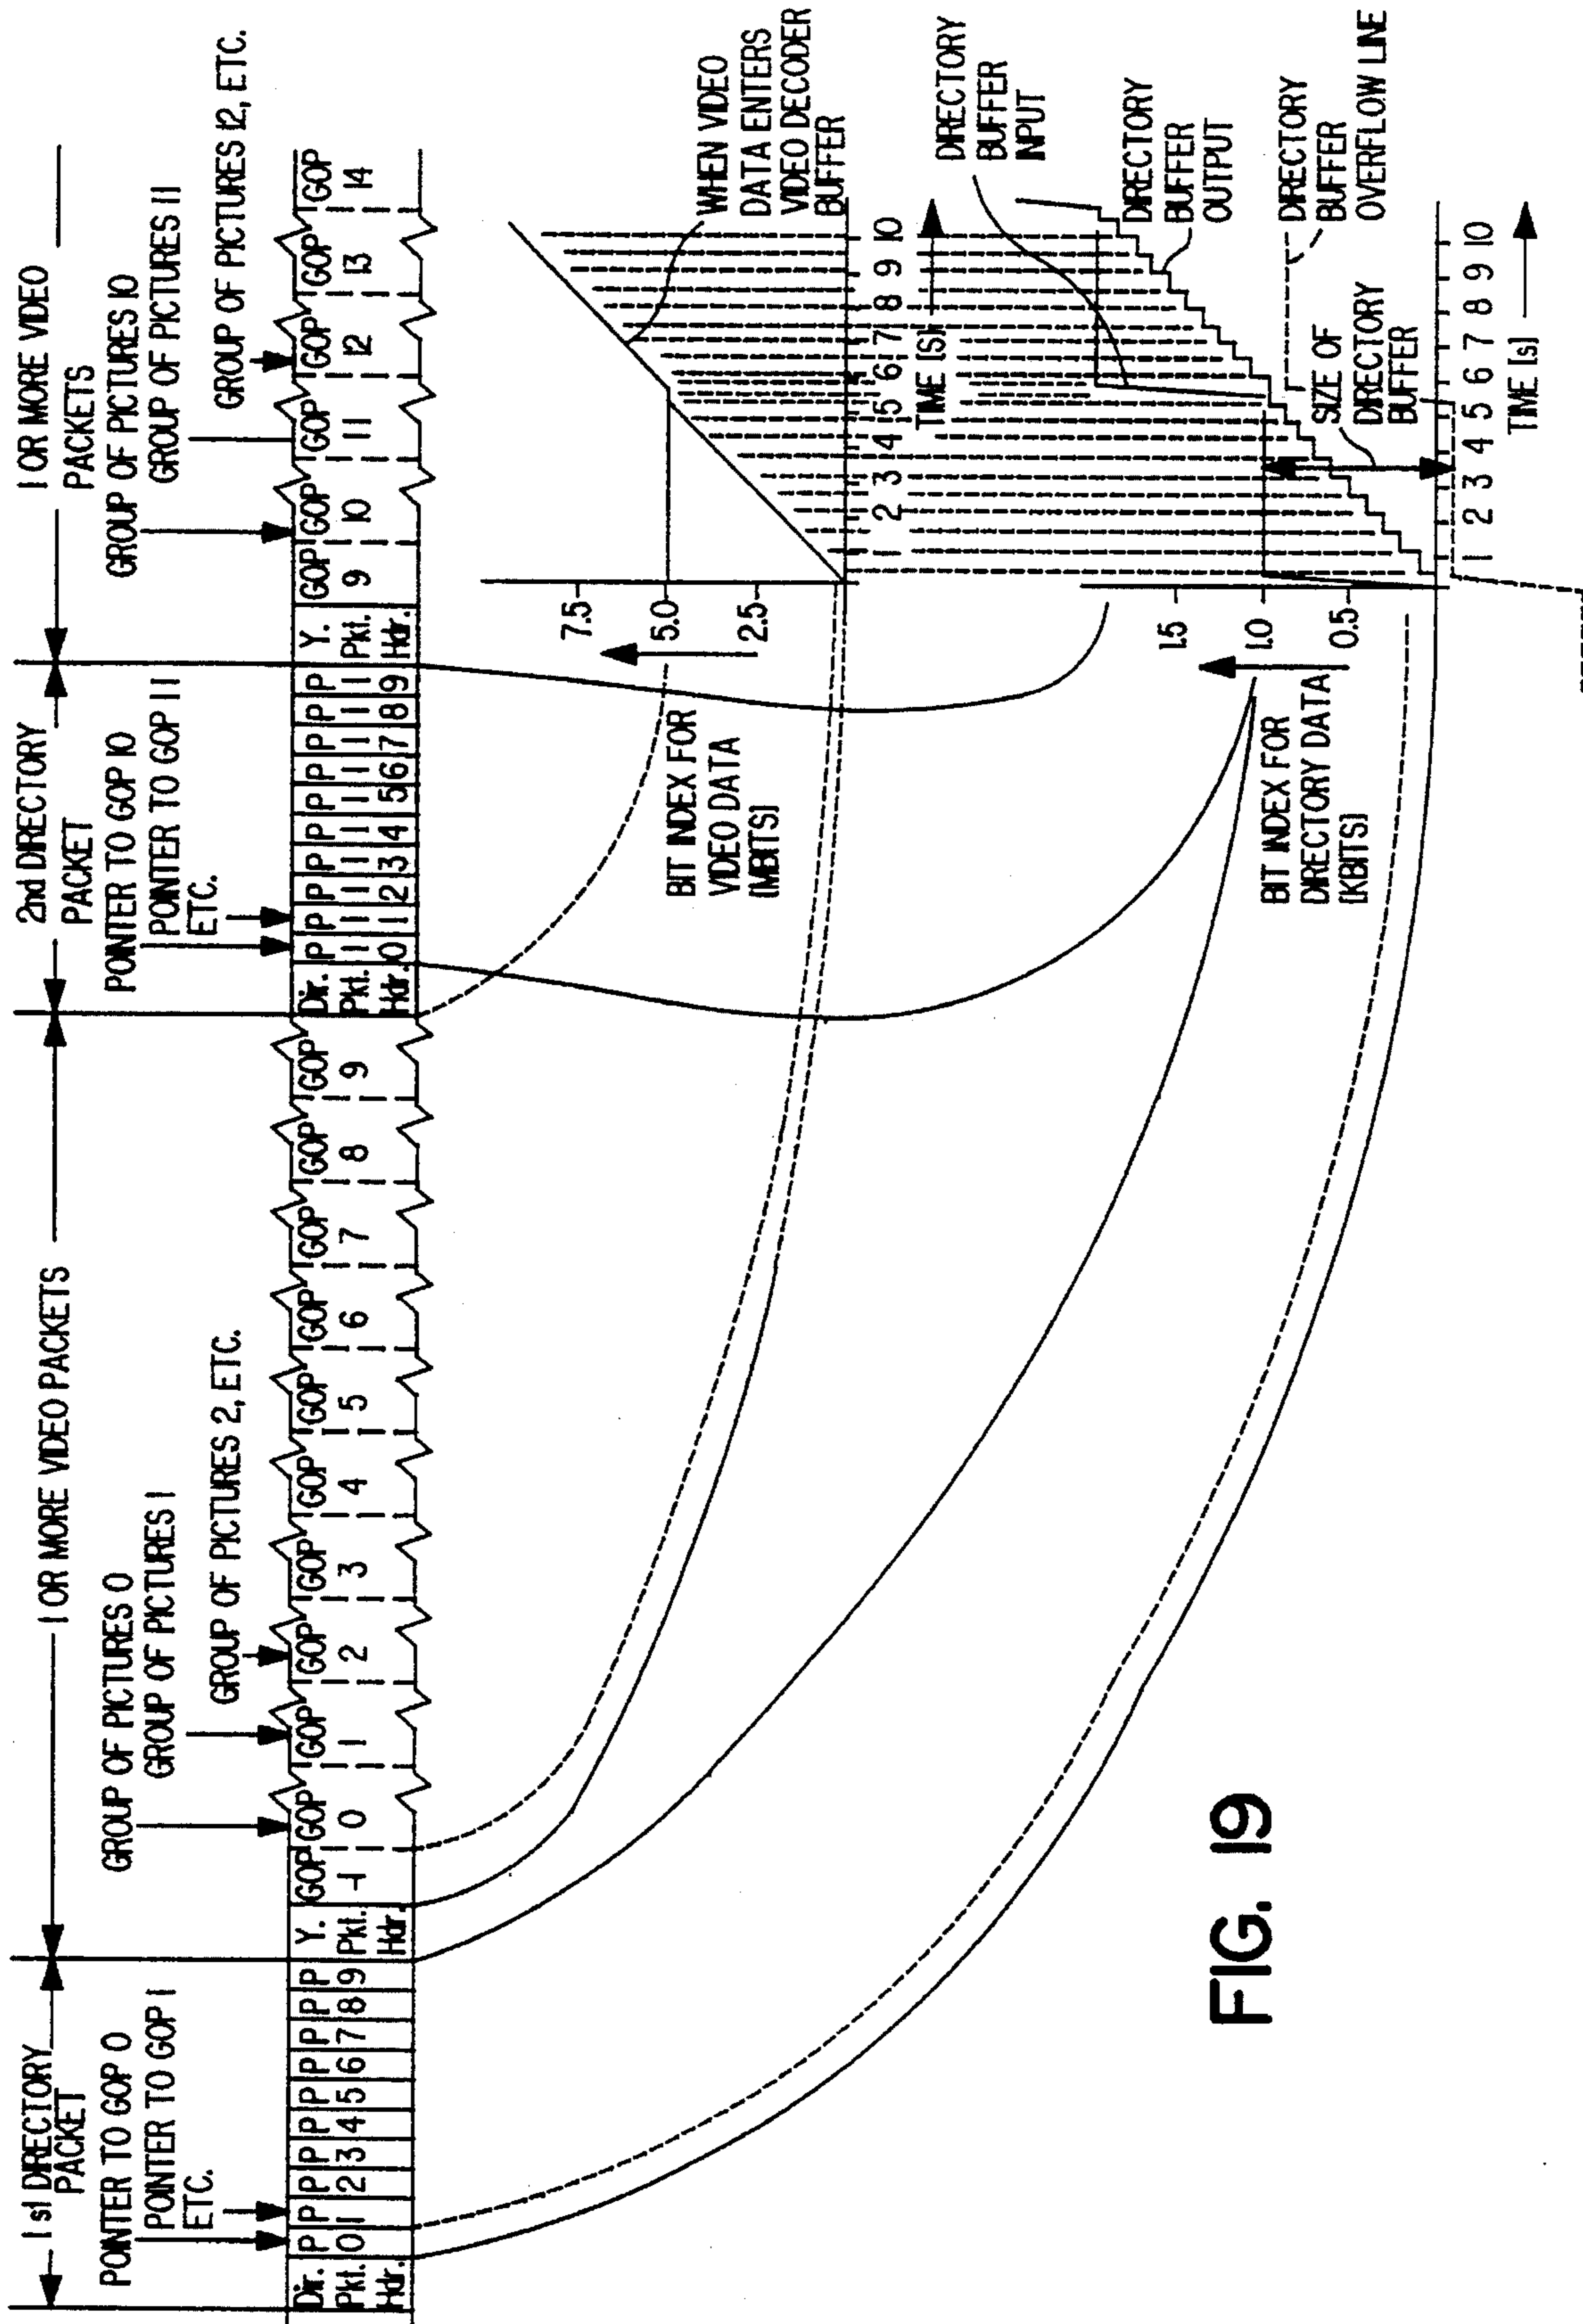 1st DIRECTORY
PACKET
1 OR MORE VIDEO PACKETS
2nd DIRECTORY
PACKET
1 OR MORE VIDEO
PACKETS
POINTER TO GOP 0
POINTER TO GOP 1
ETC.
GROUP OF PICTURES 0
GROUP OF PICTURES 1
GROUP OF PICTURES 2, ETC.
POINTER TO GOP 10
POINTER TO GOP 11
ETC.
GROUP OF PICTURES 10
GROUP OF PICTURES 11
GROUP OF PICTURES 12, ETC.
Dir. Pkt. Hdr.
P 0
P 1
P 2
P 3
P 4
P 5
P 6
P 7
P 8
P 9
Y. Pkt. Hdr.
GOP -1
GOP 0
GOP 1
GOP 2
GOP 3
GOP 4
GOP 5
GOP 6
GOP 7
GOP 8
GOP 9
Dir. Pkt. Hdr.
P 10
P 11
P 12
P 13
P 14
P 15
P 16
P 17
P 18
P 19
Y. Pkt. Hdr.
GOP 9
GOP 10
GOP 11
GOP 12
GOP 13
GOP 14
7.5
5.0
2.5
BIT INDEX FOR
VIDEO DATA
[MBITS]
WHEN VIDEO
DATA ENTERS
VIDEO DECODER
BUFFER
1 2 3 4 5 6 7 8 9 10
TIME [S]
DIRECTORY
BUFFER
INPUT
1.5
1.0
0.5
BIT INDEX FOR
DIRECTORY DATA
[KBITS]
DIRECTORY
BUFFER
OUTPUT
SIZE OF
DIRECTORY
BUFFER
DIRECTORY
BUFFER
OVERFLOW LINE
1 2 3 4 5 6 7 8 9 10
TIME [s]
FIG. 19